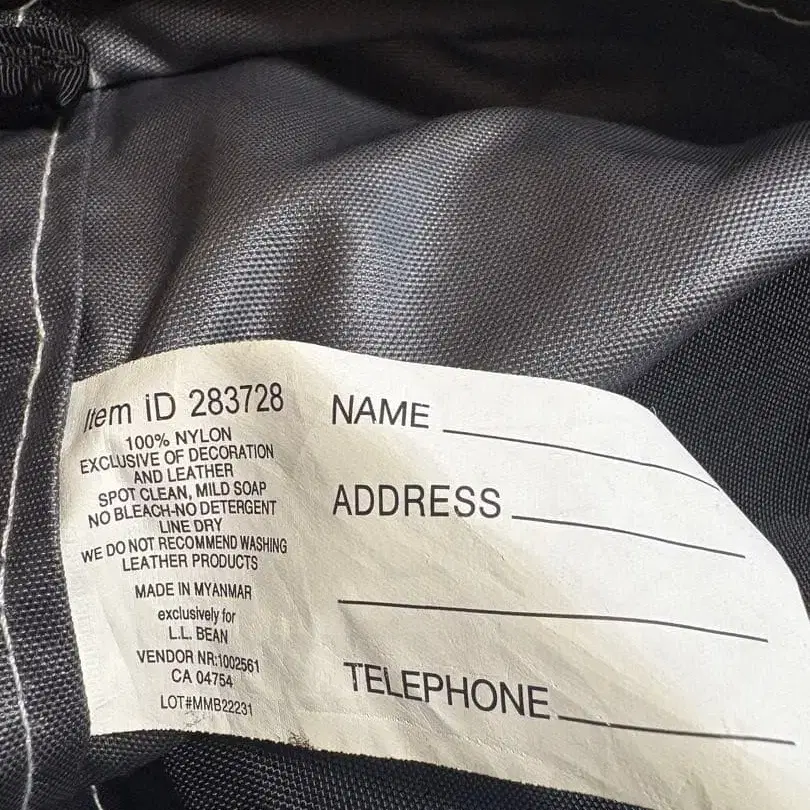 Item iD 283728
100% NYLON
EXCLUSIVE OF DECORATION
AND LEATHER
SPOT CLEAN, MILD SOAP
NO BLEACH-NO DETERGENT
LINE DRY
WE DO NOT RECOMMEND WASHING
LEATHER PRODUCTS
MADE IN MYANMAR
exclusively for
L.L. BEAN
VENDOR NR:1002561
CA 04754
LOT#MMB22231
NAME
ADDRESS
TELEPHONE